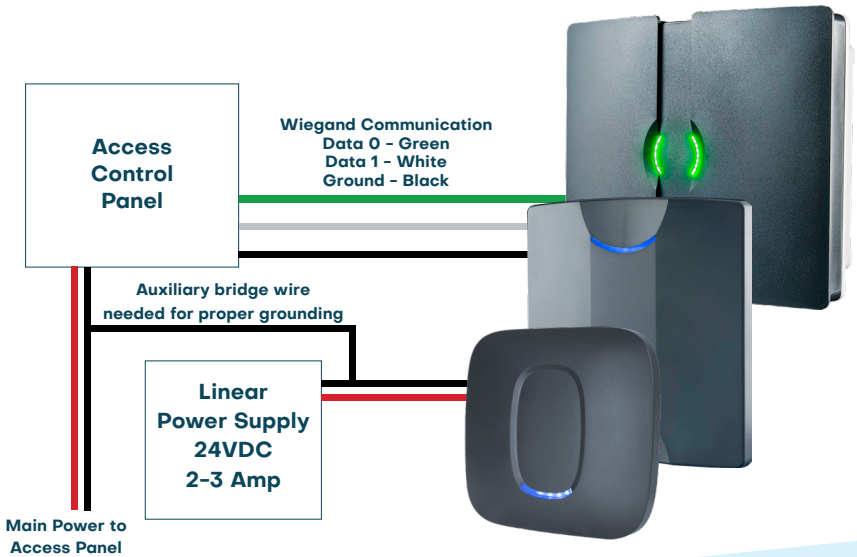 Access
Control
Panel
Wiegand Communication
Data 0 - Green
Data 1 - White
Ground - Black
Auxiliary bridge wire
needed for proper grounding
Linear
Power Supply
24VDC
2-3 Amp
Main Power to
Access Panel